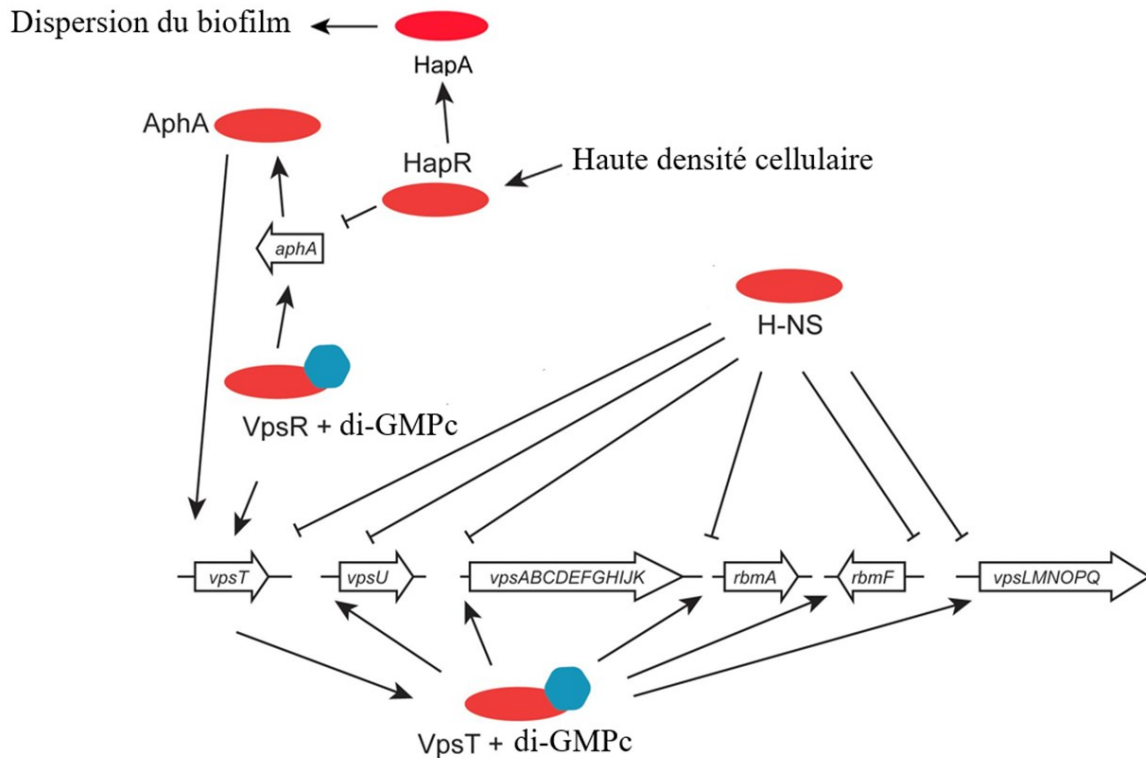 Dispersion du biofilm
HapA
AphA
HapR
Haute densité cellulaire
aphA
H-NS
VpsR + di-GMPc
vpsT
vpsU
vpsABCDEFGHIJK
rbmA
rbmF
vpsLMNOPQ
VpsT + di-GMPc